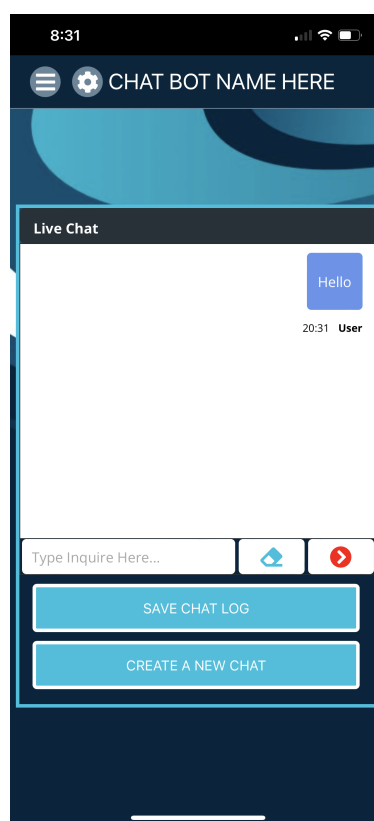 8:31
CHAT BOT NAME HERE
Live Chat
Hello
20:31 User
Type Inquire Here...
SAVE CHAT LOG
CREATE A NEW CHAT